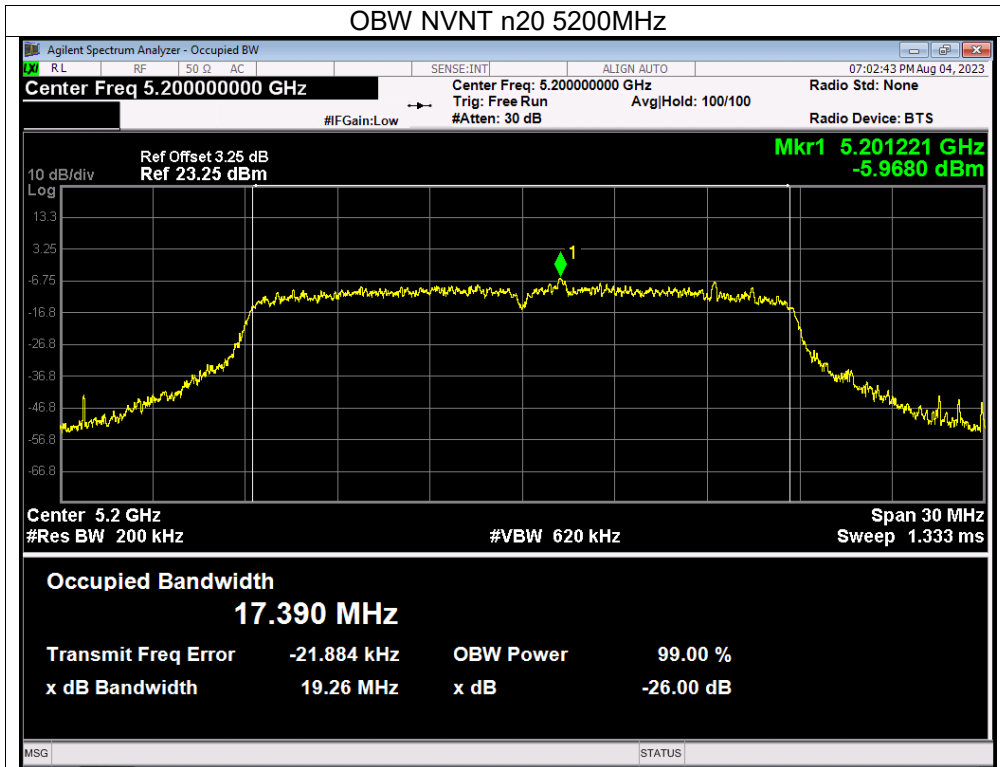 OBW NVNT n20 5200MHz
Agilent Spectrum Analyzer - Occupied BW
LXI RL RF 50 Ω AC SENSE:INT ALIGN AUTO 07:02:43 PM Aug 04, 2023
Center Freq 5.200000000 GHz Center Freq: 5.200000000 GHz Radio Std: None
Trig: Free Run Avg|Hold: 100/100
#IFGain:Low #Atten: 30 dB Radio Device: BTS
Mkr1 5.201221 GHz
-5.9680 dBm
Ref Offset 3.25 dB
10 dB/div Ref 23.25 dBm
Log
13.3
3.25
1
-6.75
-16.8
-26.8
-36.8
-46.8
-56.8
-66.8
Center 5.2 GHz Span 30 MHz
#Res BW 200 kHz #VBW 620 kHz Sweep 1.333 ms
Occupied Bandwidth
17.390 MHz
Transmit Freq Error -21.884 kHz OBW Power 99.00 %
x dB Bandwidth 19.26 MHz x dB -26.00 dB
MSG STATUS